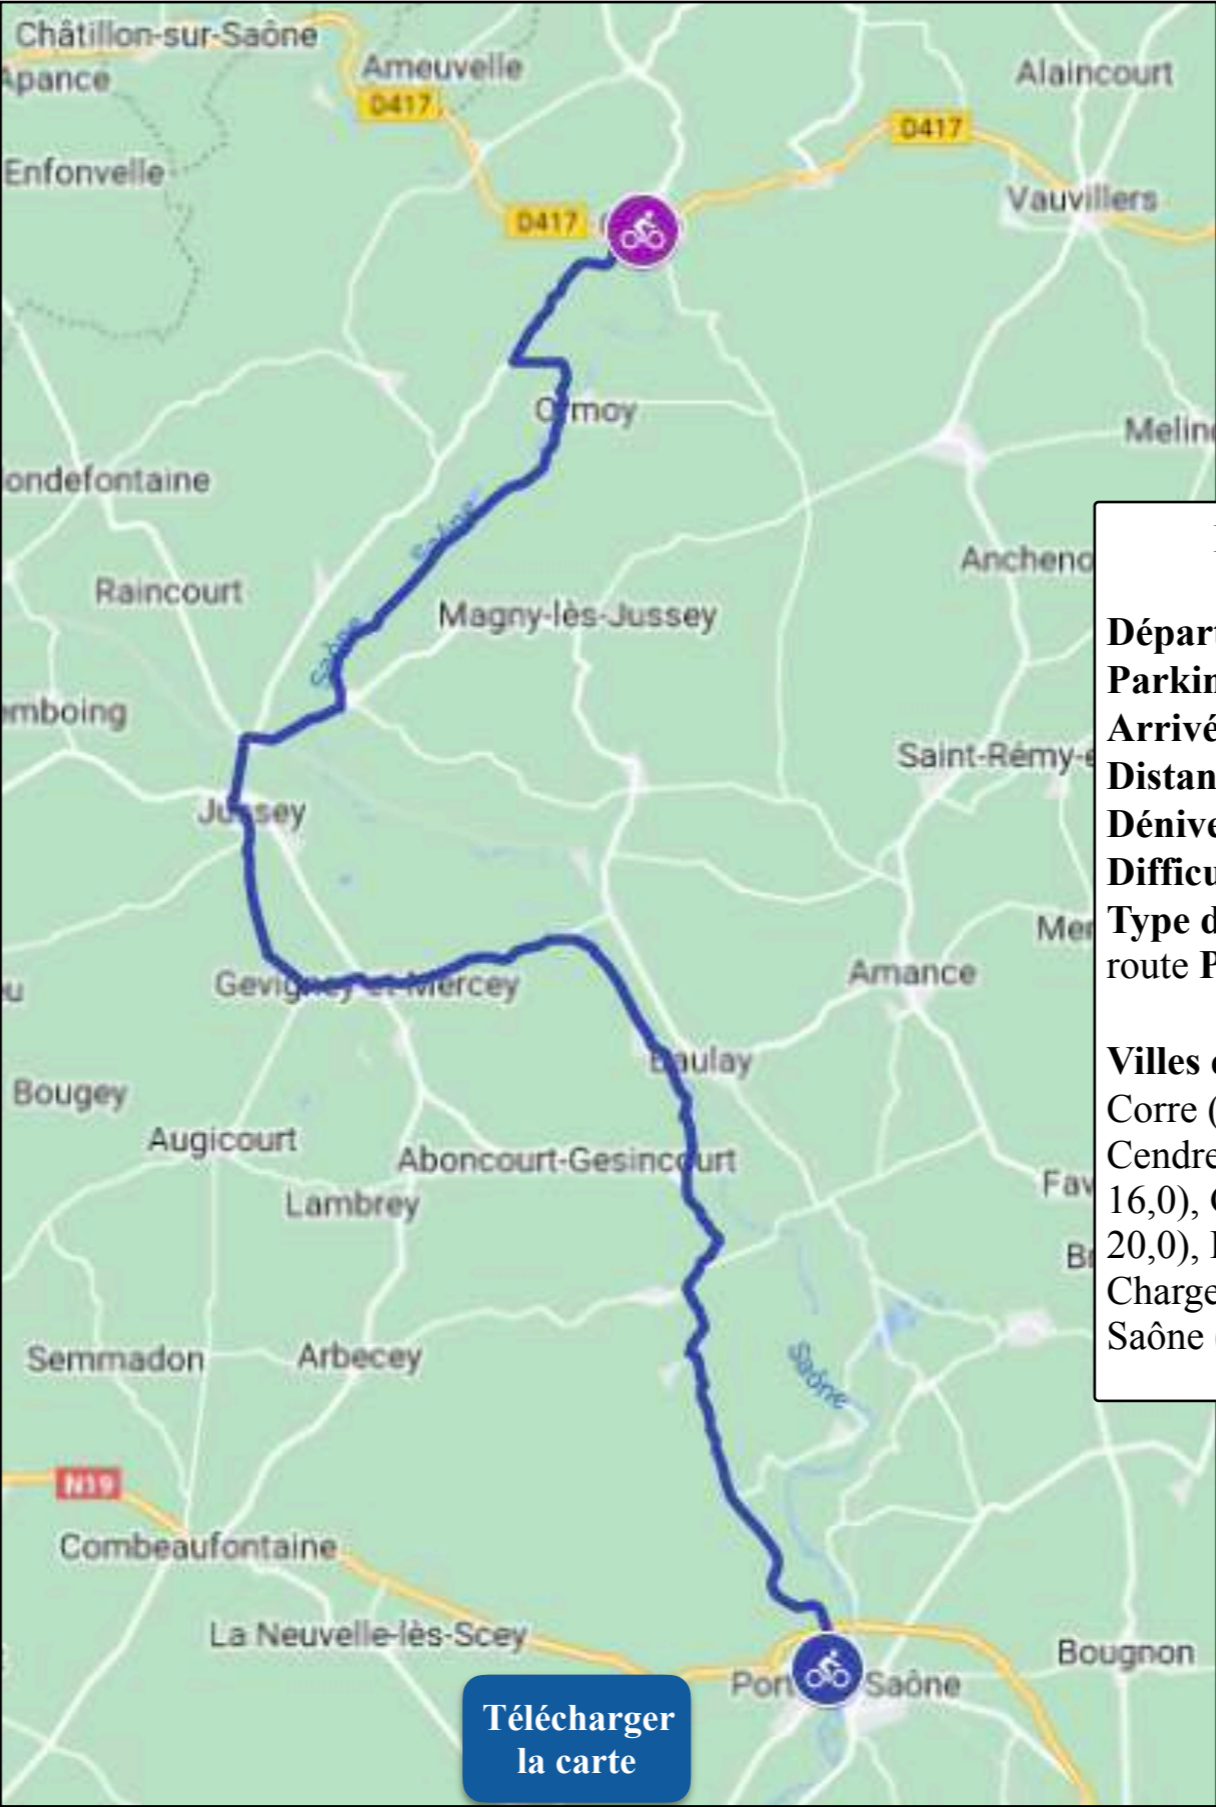 Châtillon-sur-Saône
Apance
Ameuvelle
D417
Alaincourt
D417
Enfonvelle
Vauvillers
D417
Ormoy
Melin
ondefontaine
Saône
Ancheno
Raincourt
Magny-lès-Jussey
Saône
emboing
Saint-Rémy-e
Jussey
Mer
Gevigney-et-Mercey
Amance
Baulay
Bougey
Augicourt
Aboncourt-Gesincourt
Lambrey
Fav
Br
Saône
Semmadon
Arbecey
N19
Combeaufontaine
La Neuvelle-lès-Scey
Bougnon
Port Saône
Télécharger
la carte
Départ
Parkin
Arrivé
Distan
Dénive
Difficu
Type d
route P
Villes
Corre (
Cendre
16,0),
20,0),
Charge
Saône